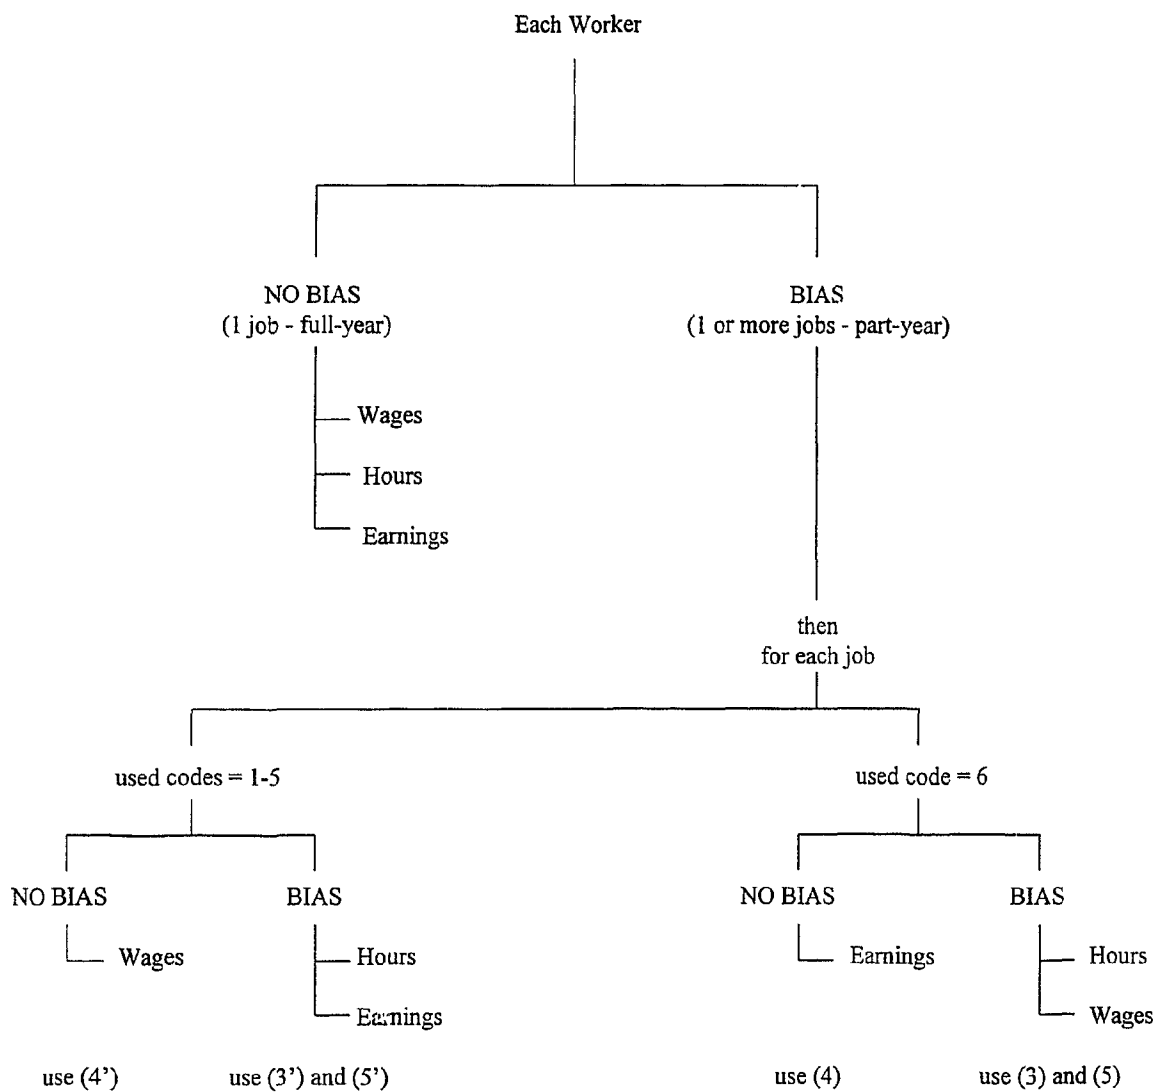 Each Worker
NO BIAS
(1 job - full-year)
BIAS
(1 or more jobs - part-year)
Wages
Hours
Earnings
then
for each job
used codes = 1-5
used code = 6
NO BIAS
BIAS
NO BIAS
BIAS
Wages
Hours
Earnings
Earnings
Hours
Wages
use (4')
use (3') and (5')
use (4)
use (3) and (5)